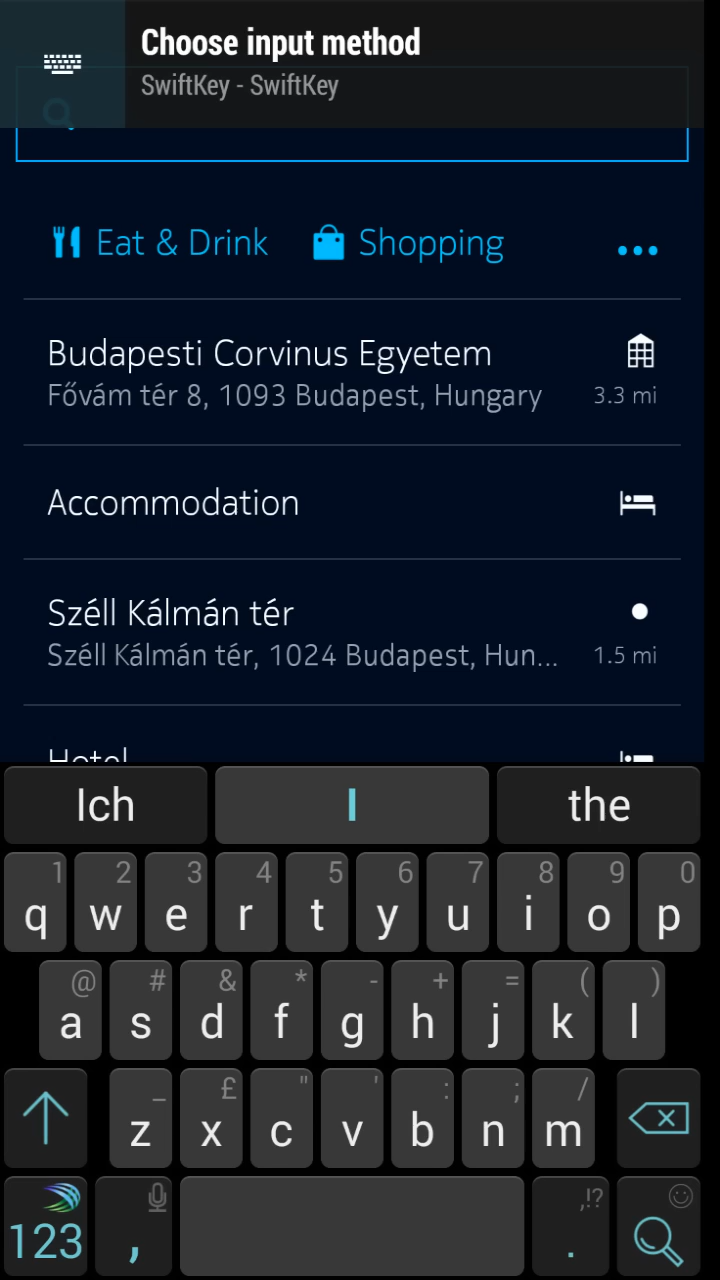 Choose input method
SwiftKey - SwiftKey
Eat & Drink Shopping ...
Budapesti Corvinus Egyetem
Fővám tér 8, 1093 Budapest, Hungary 3.3 mi
Accommodation
Széll Kálmán tér
Széll Kálmán tér, 1024 Budapest, Hun... 1.5 mi
Hotel
Ich I the
1 2 3 4 5 6 7 8 9 0
q w e r t y u i o p
@ # & * - + = ( )
a s d f g h j k l
_ £ " ' : ; /
z x c v b n m
,!?
123 , .